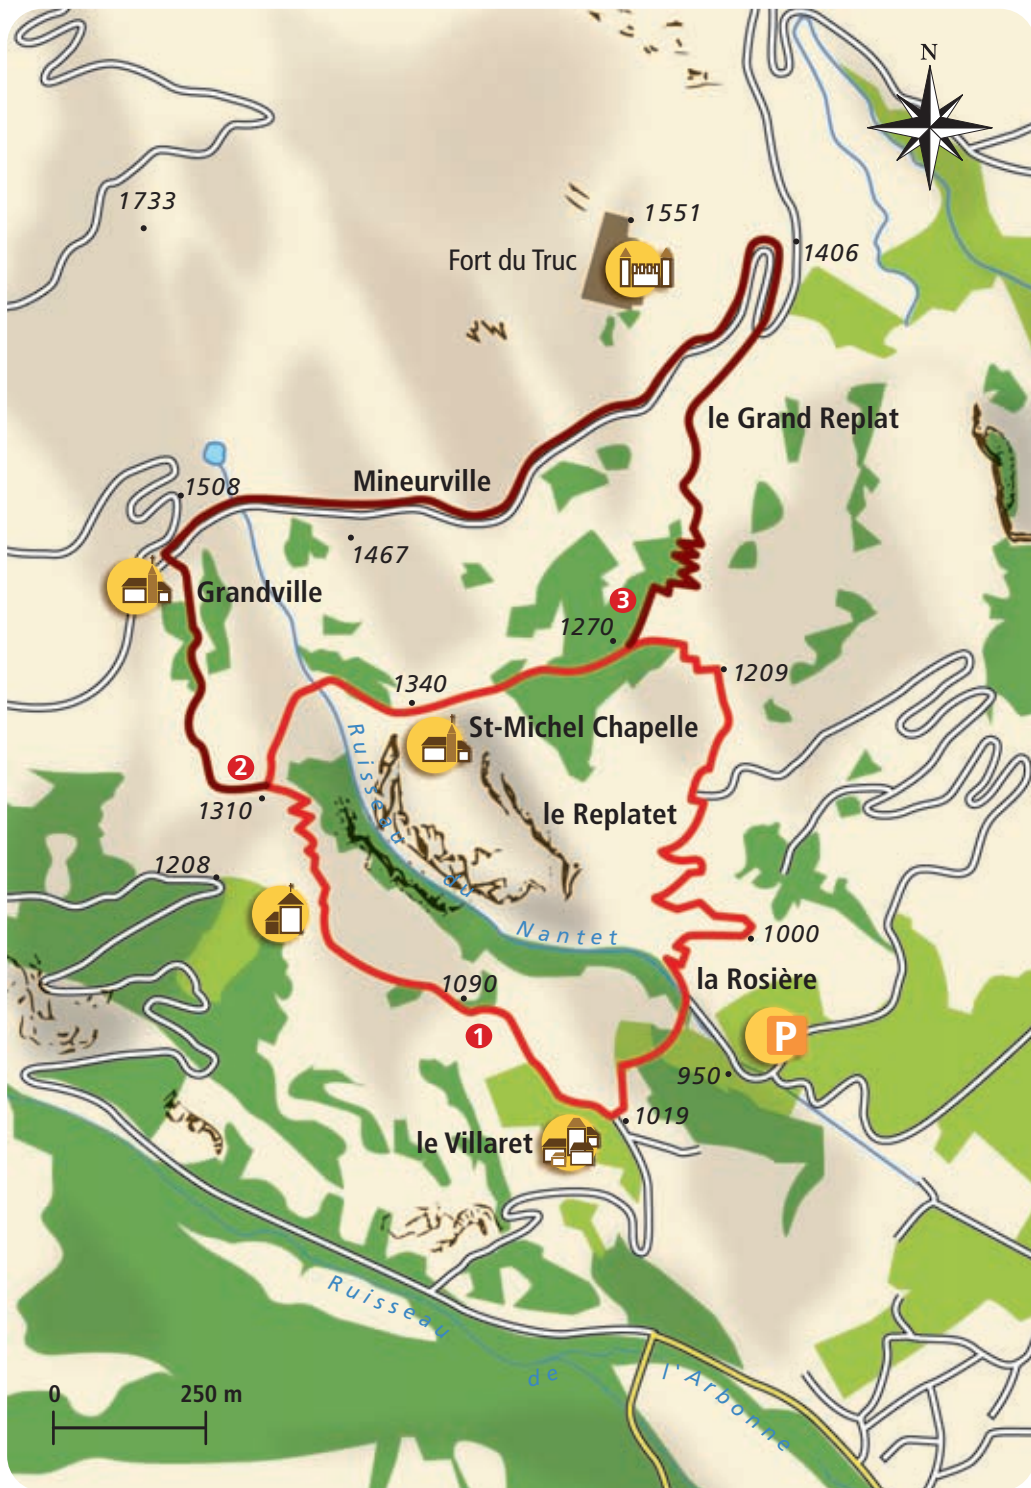 N
1733
1551
Fort du Truc
1406
le Grand Replat
Mineurville
1508
1467
Grandville
3
1270
1209
1340
St-Michel Chapelle
2
1310
le Replatet
Ruisseau du Nantet
1208
1000
la Rosière
1090
1
P
950
1019
le Villaret
Ruisseau de l'Arbonne
0 250 m